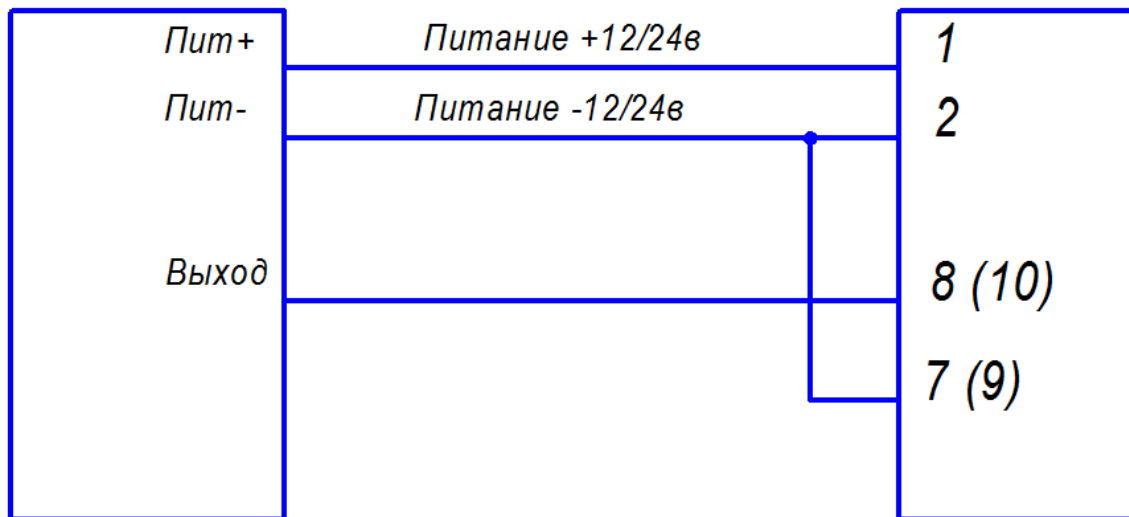 Пит+ Питание +12/24в 1
Пит- Питание -12/24в 2
Выход 8 (10)
7 (9)